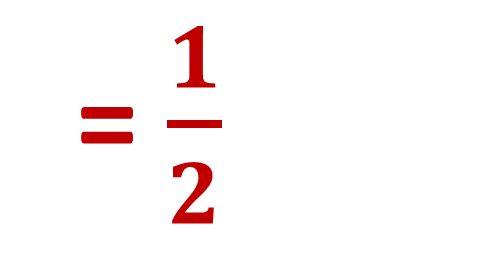 = 1/2